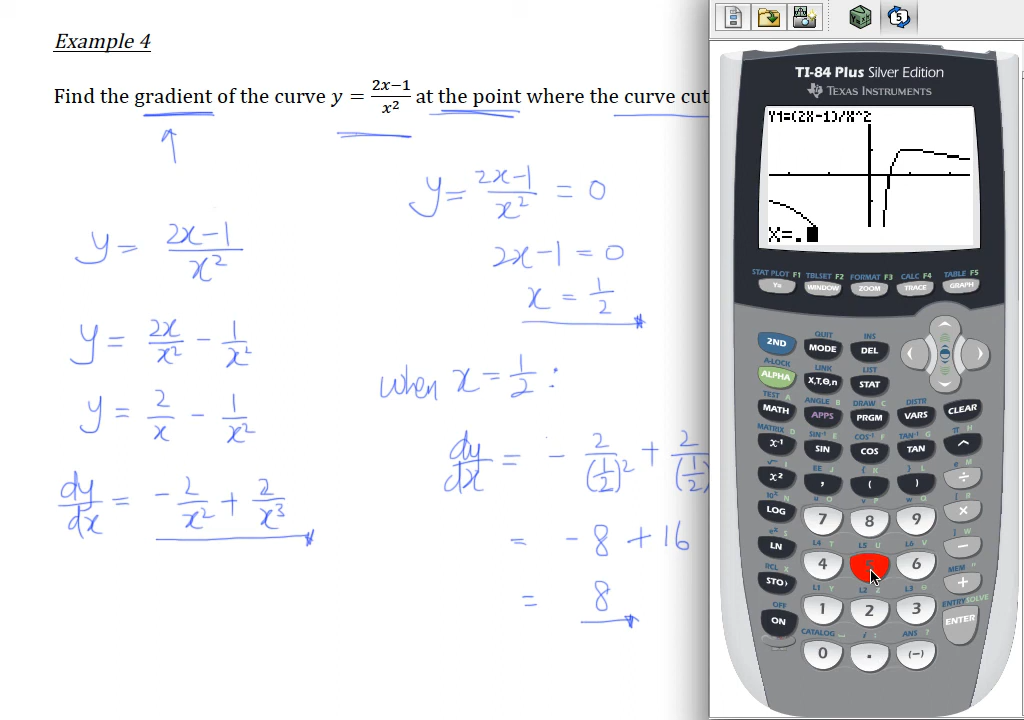 Example 4
Find the gradient of the curve y = (2x−1)/x² at the point where the curve cut
y = (2x−1)/x²
y = 2x/x² − 1/x²
y = 2/x − 1/x²
dy/dx = −2/x² + 2/x³
y = (2x−1)/x² = 0
2x−1 = 0
x = 1/2
when x = 1/2 :
dy/dx = − 2/(1/2)² + 2/(1/2)
= −8 + 16
= 8
TI-84 Plus Silver Edition
TEXAS INSTRUMENTS
Y1=(2X-1)/X^2
X=.
STAT PLOT F1 TBLSET F2 FORMAT F3 CALC F4 TABLE F5
Y= WINDOW ZOOM TRACE GRAPH
QUIT INS
2ND MODE DEL
A-LOCK LINK LIST
ALPHA X,T,θ,n STAT
TEST A ANGLE B DRAW C DISTR
MATH APPS PRGM VARS CLEAR
MATRIX D SIN⁻¹ E COS⁻¹ F TAN⁻¹ G π H
x⁻¹ SIN COS TAN ^
√ I EE J { K } L e M
x² , ( ) ÷
10ˣ N u O v P w Q [ R
LOG 7 8 9 ×
eˣ S L4 T L5 U L6 V ] W
LN 4 6 −
RCL X L1 Y L2 Z L3 θ MEM "
STO› 1 2 3 +
OFF CATALOG i : ANS ? ENTRY SOLVE
ON 0 . (−) ENTER